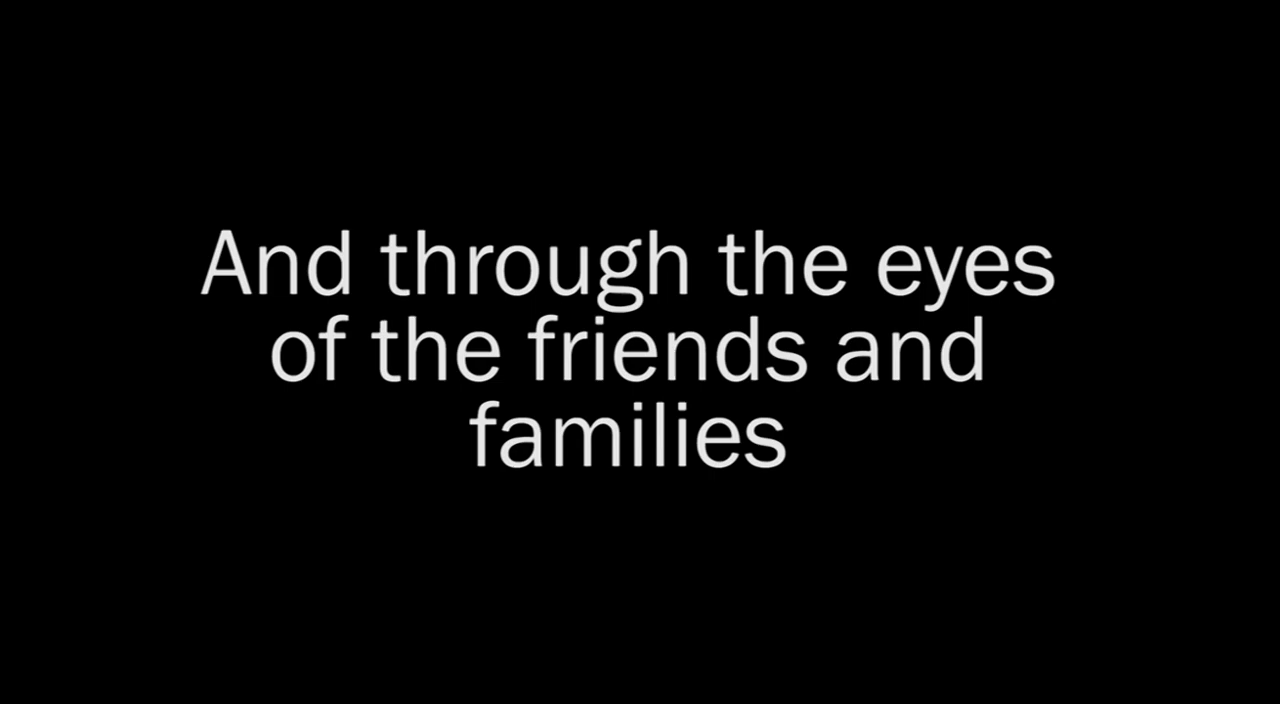 And through the eyes
of the friends and
families